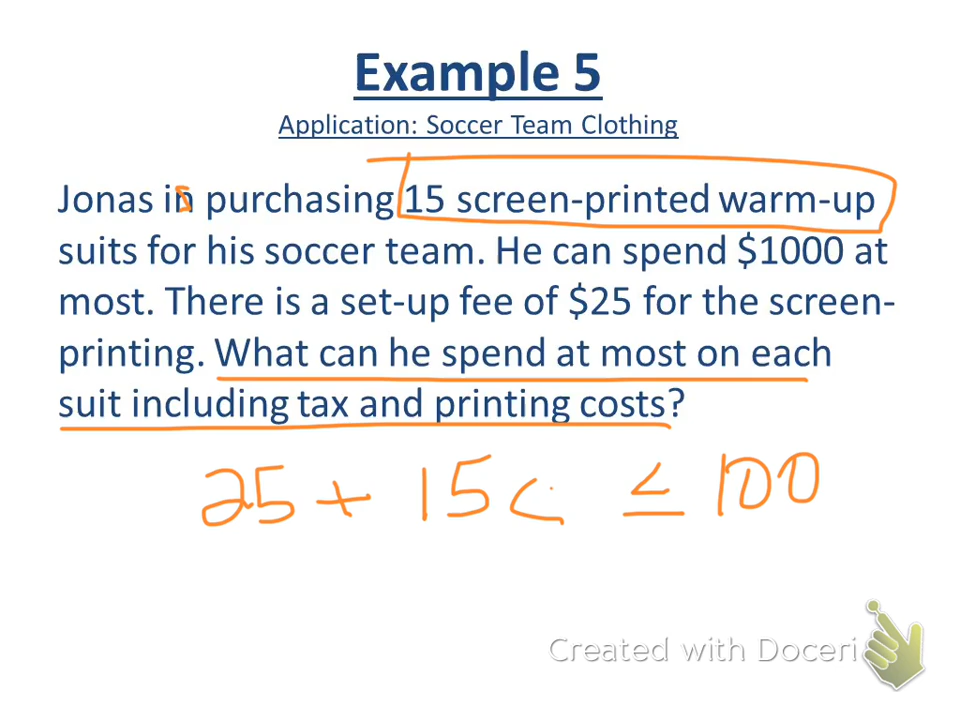 Example 5
Application: Soccer Team Clothing
Jonas in purchasing 15 screen-printed warm-up
suits for his soccer team. He can spend $1000 at
most. There is a set-up fee of $25 for the screen-
printing. What can he spend at most on each
suit including tax and printing costs?
25 + 15c ≤ 100
Created with Doceri